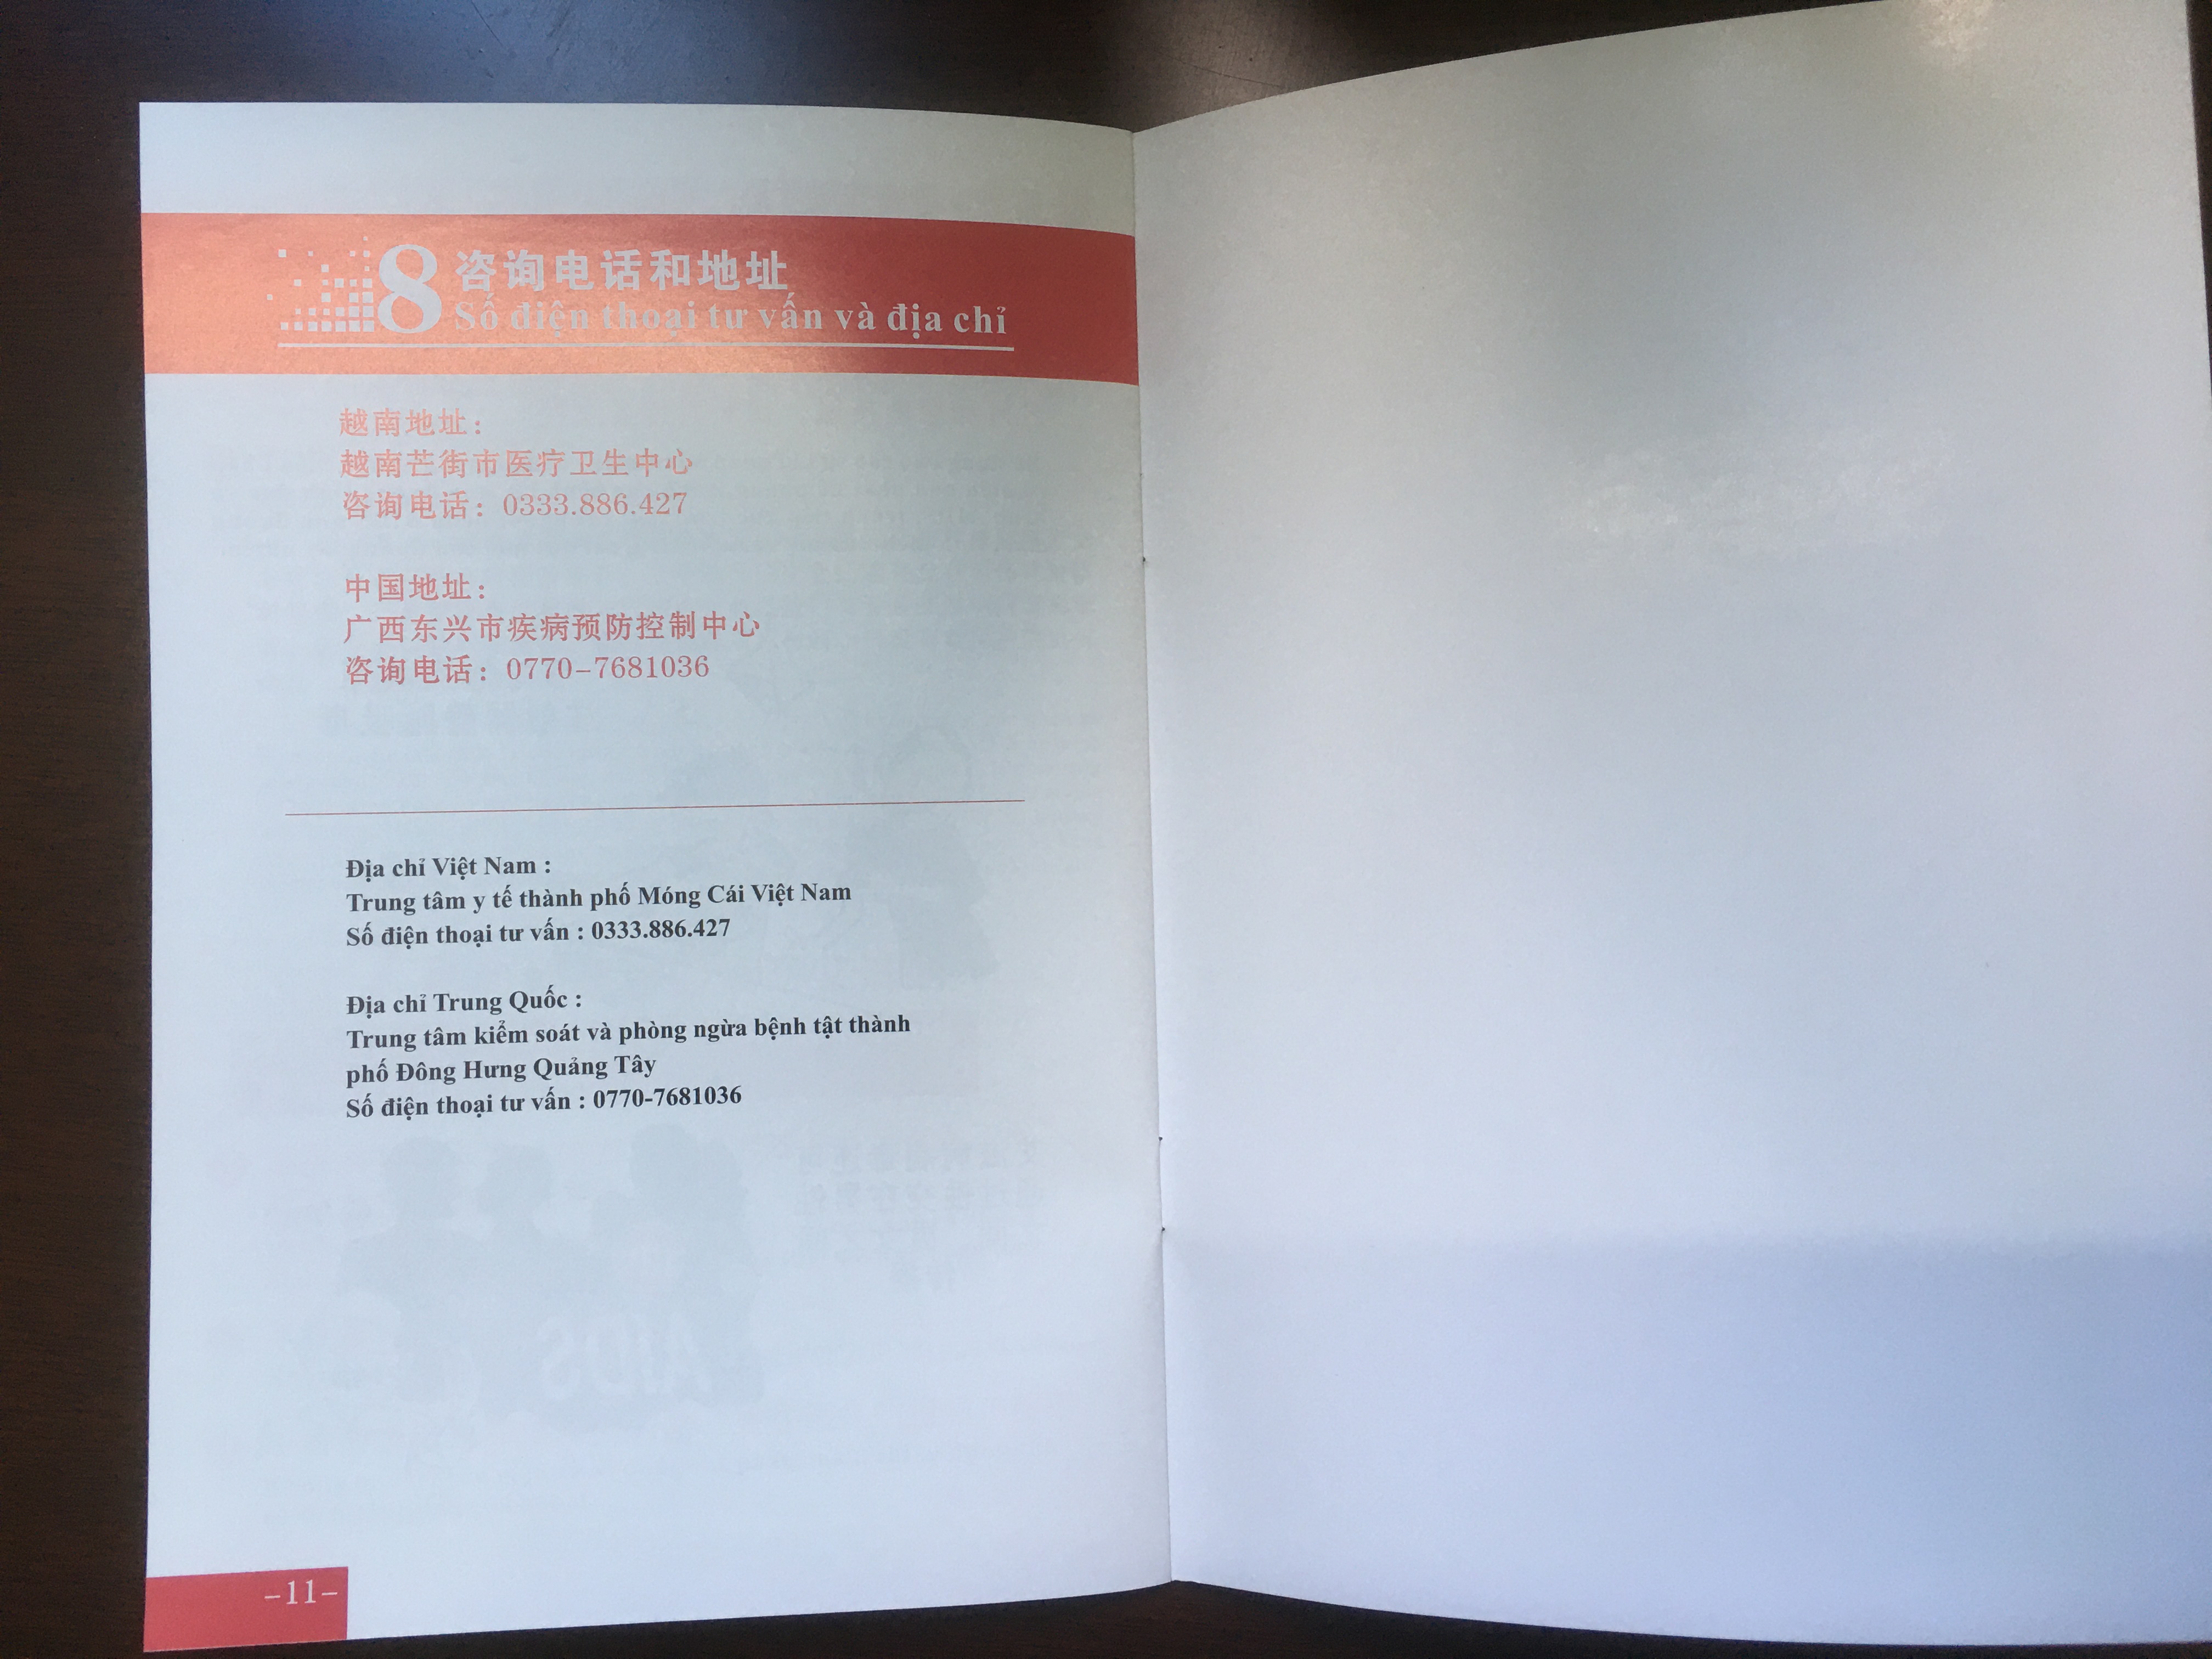 8 咨询电话和地址
Số điện thoại tư vấn và địa chỉ
越南地址：
越南芒街市医疗卫生中心
咨询电话：0333.886.427
中国地址：
广西东兴市疾病预防控制中心
咨询电话：0770-7681036
Địa chỉ Việt Nam :
Trung tâm y tế thành phố Móng Cái Việt Nam
Số điện thoại tư vấn : 0333.886.427
Địa chỉ Trung Quốc :
Trung tâm kiểm soát và phòng ngừa bệnh tật thành
phố Đông Hưng Quảng Tây
Số điện thoại tư vấn : 0770-7681036
AIDS
-11-